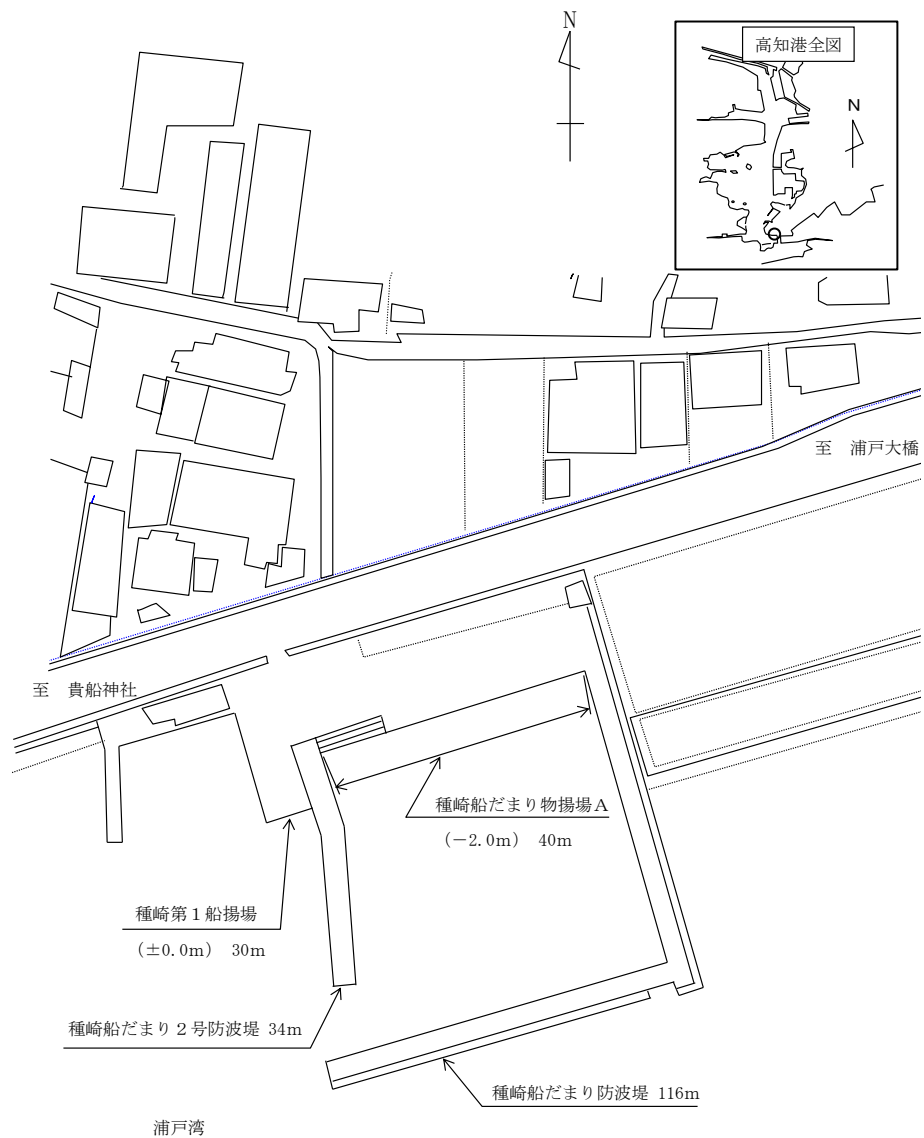 N
高知港全図
N
至 浦戸大橋
至 貴船神社
種崎船だまり物揚場A
(-2.0m) 40m
種崎第1船揚場
(±0.0m) 30m
種崎船だまり2号防波堤 34m
種崎船だまり防波堤 116m
浦戸湾